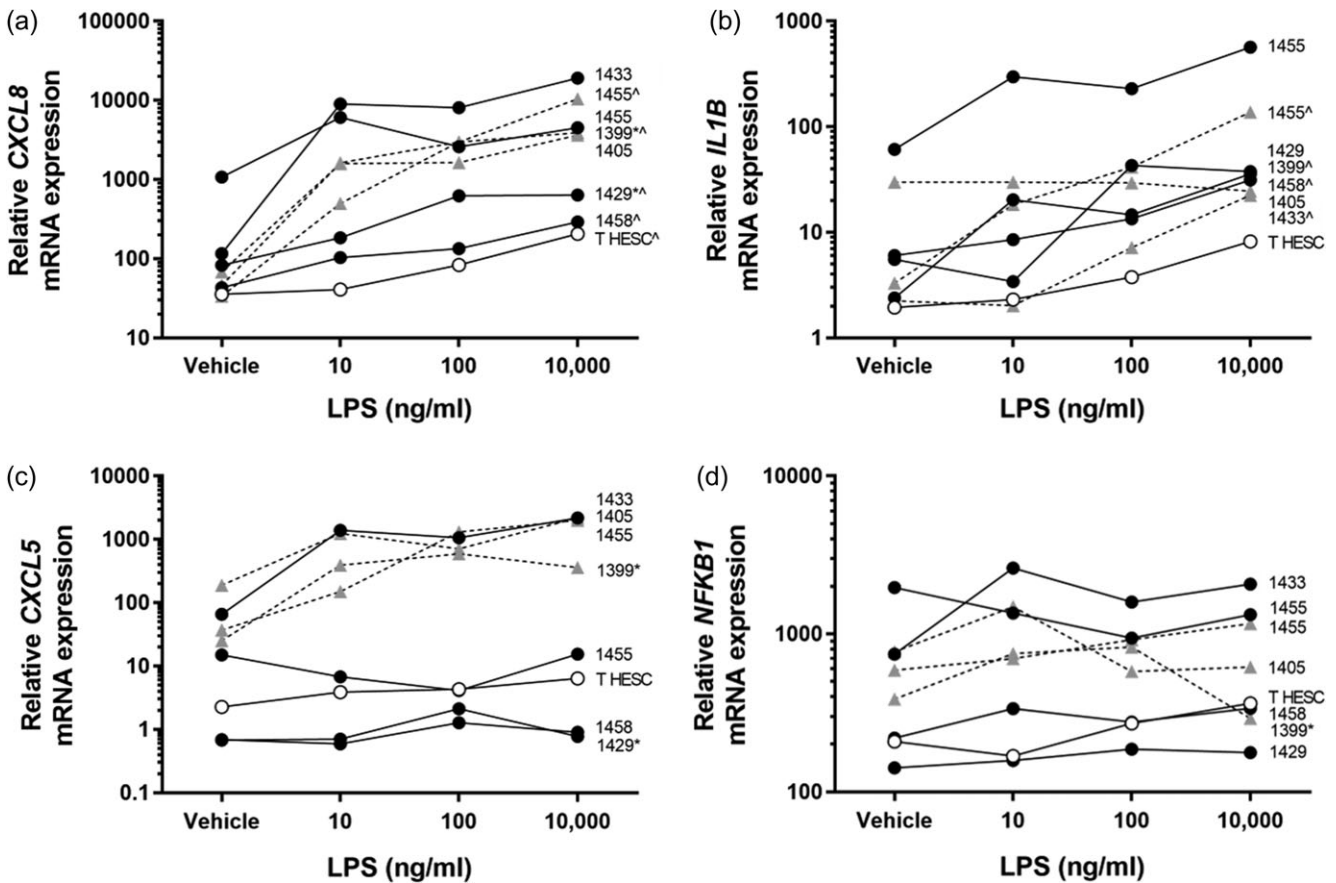 (a)
Relative CXCL8
mRNA expression
100000
10000
1000
100
10
1433
1455^
1455
1399*^
1405
1429*^
1458^
T HESC^
Vehicle 10 100 10,000
LPS (ng/ml)
(b)
Relative IL1B
mRNA expression
1000
100
10
1
1455
1455^
1429
1399^
1458^
1405
1433^
T HESC
Vehicle 10 100 10,000
LPS (ng/ml)
(c)
Relative CXCL5
mRNA expression
10000
1000
100
10
1
0.1
1433
1405
1455
1399*
1455
T HESC
1458
1429*
Vehicle 10 100 10,000
LPS (ng/ml)
(d)
Relative NFKB1
mRNA expression
10000
1000
100
1433
1455
1455
1405
T HESC
1458
1399*
1429
Vehicle 10 100 10,000
LPS (ng/ml)